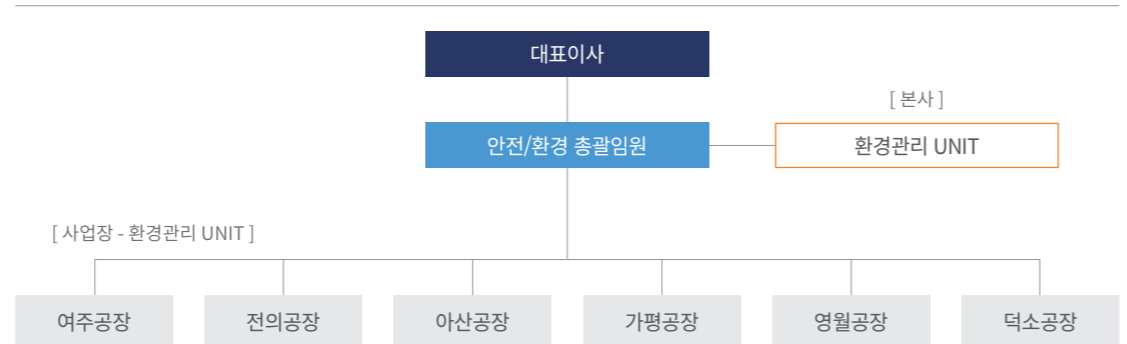 대표이사
[ 본사 ]
안전/환경 총괄임원
환경관리 UNIT
[ 사업장 - 환경관리 UNIT ]
여주공장
전의공장
아산공장
가평공장
영월공장
덕소공장